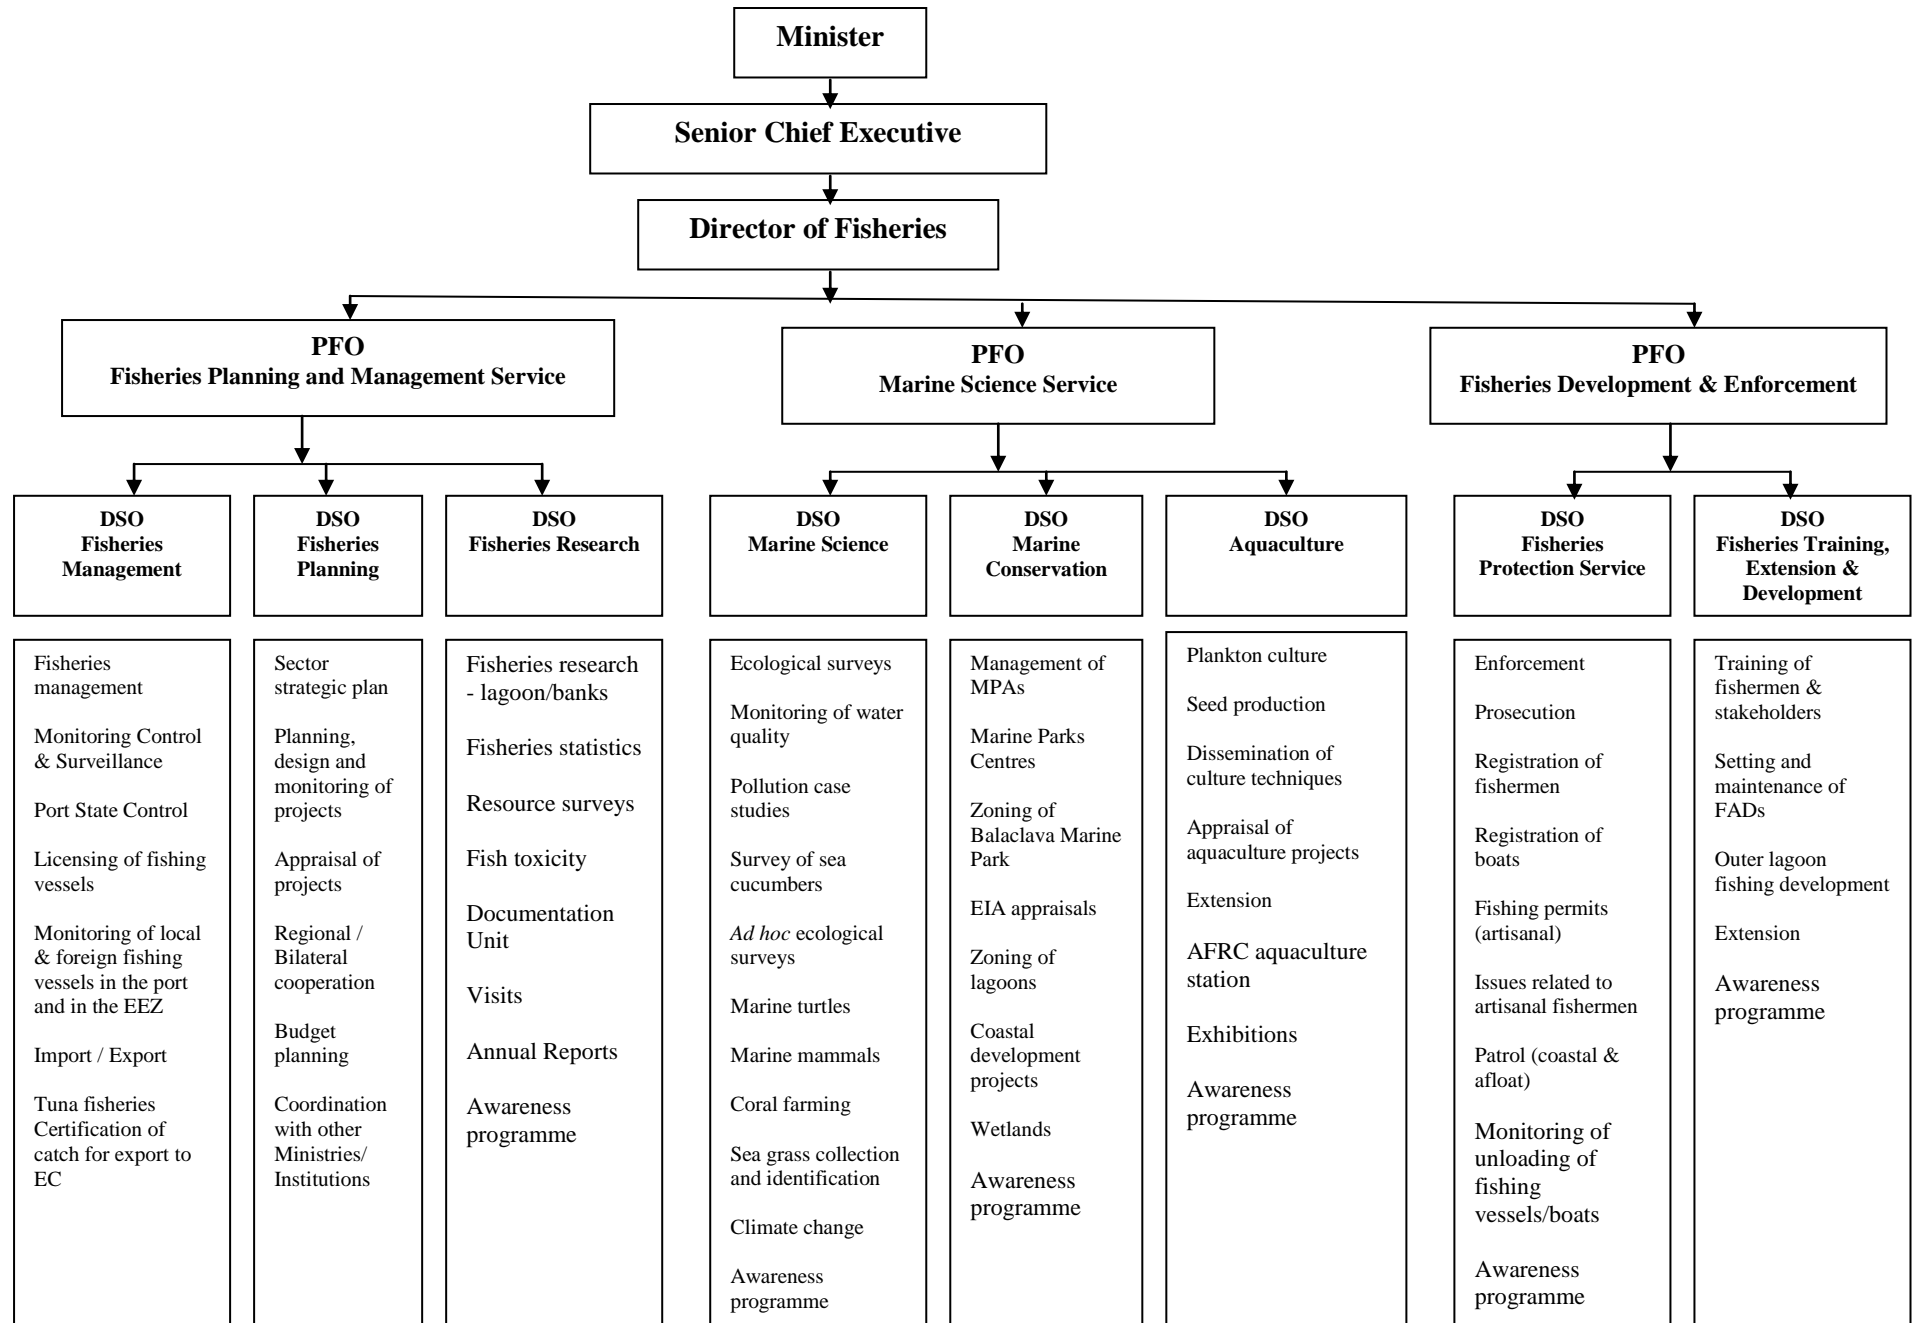 Minister
Senior Chief Executive
Director of Fisheries
PFO
Fisheries Planning and Management Service
PFO
Marine Science Service
PFO
Fisheries Development & Enforcement
DSO
Fisheries
Management
DSO
Fisheries
Planning
DSO
Fisheries Research
DSO
Marine Science
DSO
Marine
Conservation
DSO
Aquaculture
DSO
Fisheries
Protection Service
DSO
Fisheries Training,
Extension &
Development
Fisheries
management
Monitoring Control
& Surveillance
Port State Control
Licensing of fishing
vessels
Monitoring of local
& foreign fishing
vessels in the port
and in the EEZ
Import / Export
Tuna fisheries
Certification of
catch for export to
EC
Sector
strategic plan
Planning,
design and
monitoring of
projects
Appraisal of
projects
Regional /
Bilateral
cooperation
Budget
planning
Coordination
with other
Ministries/
Institutions
Fisheries research
- lagoon/banks
Fisheries statistics
Resource surveys
Fish toxicity
Documentation
Unit
Visits
Annual Reports
Awareness
programme
Ecological surveys
Monitoring of water
quality
Pollution case
studies
Survey of sea
cucumbers
Ad hoc ecological
surveys
Marine turtles
Marine mammals
Coral farming
Sea grass collection
and identification
Climate change
Awareness
programme
Management of
MPAs
Marine Parks
Centres
Zoning of
Balaclava Marine
Park
EIA appraisals
Zoning of
lagoons
Coastal
development
projects
Wetlands
Awareness
programme
Plankton culture
Seed production
Dissemination of
culture techniques
Appraisal of
aquaculture projects
Extension
AFRC aquaculture
station
Exhibitions
Awareness
programme
Enforcement
Prosecution
Registration of
fishermen
Registration of
boats
Fishing permits
(artisanal)
Issues related to
artisanal fishermen
Patrol (coastal &
afloat)
Monitoring of
unloading of
fishing
vessels/boats
Awareness
programme
Training of
fishermen &
stakeholders
Setting and
maintenance of
FADs
Outer lagoon
fishing development
Extension
Awareness
programme